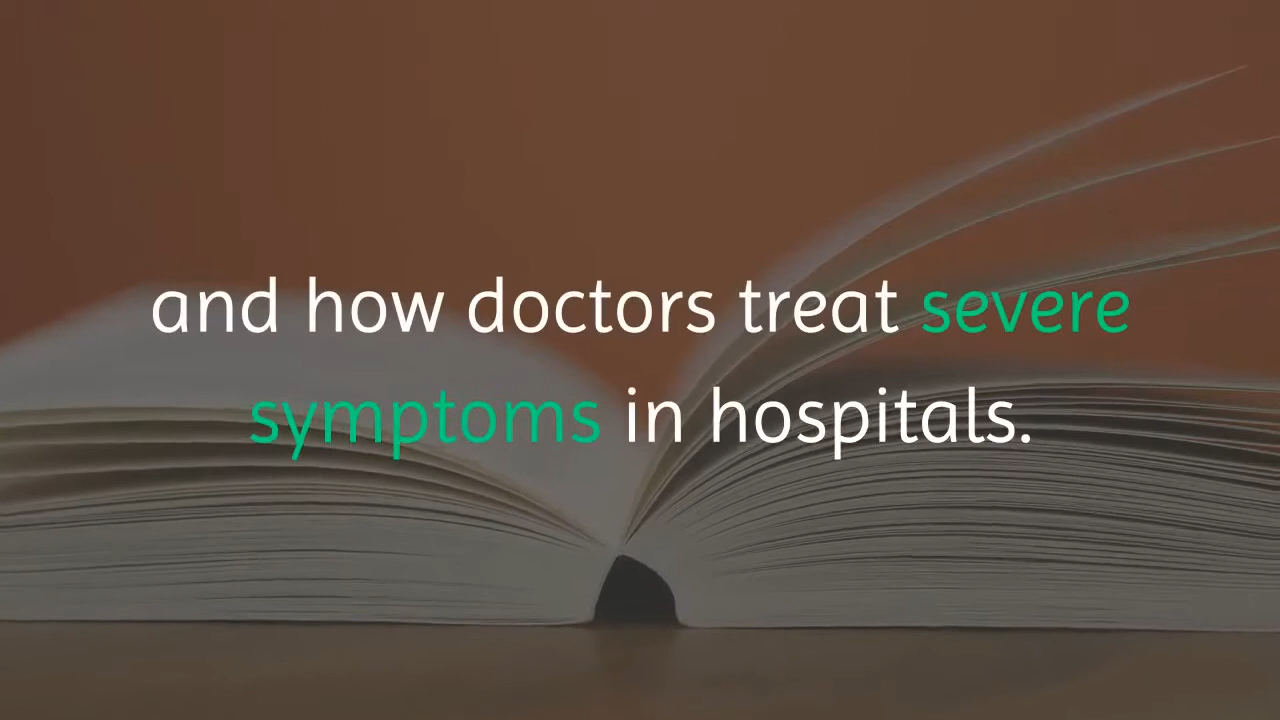 and how doctors treat severe
symptoms in hospitals.